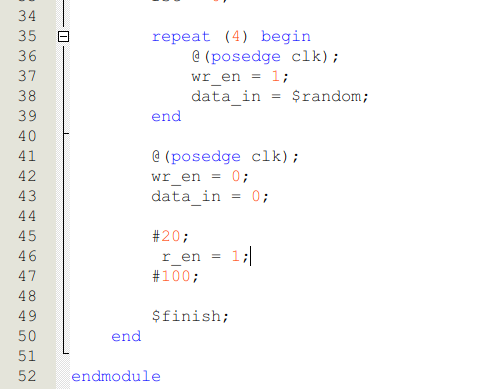 34
35 repeat (4) begin
36 @(posedge clk);
37 wr_en = 1;
38 data_in = $random;
39 end
40
41 @(posedge clk);
42 wr_en = 0;
43 data_in = 0;
44
45 #20;
46 r_en = 1;
47 #100;
48
49 $finish;
50 end
51
52 endmodule